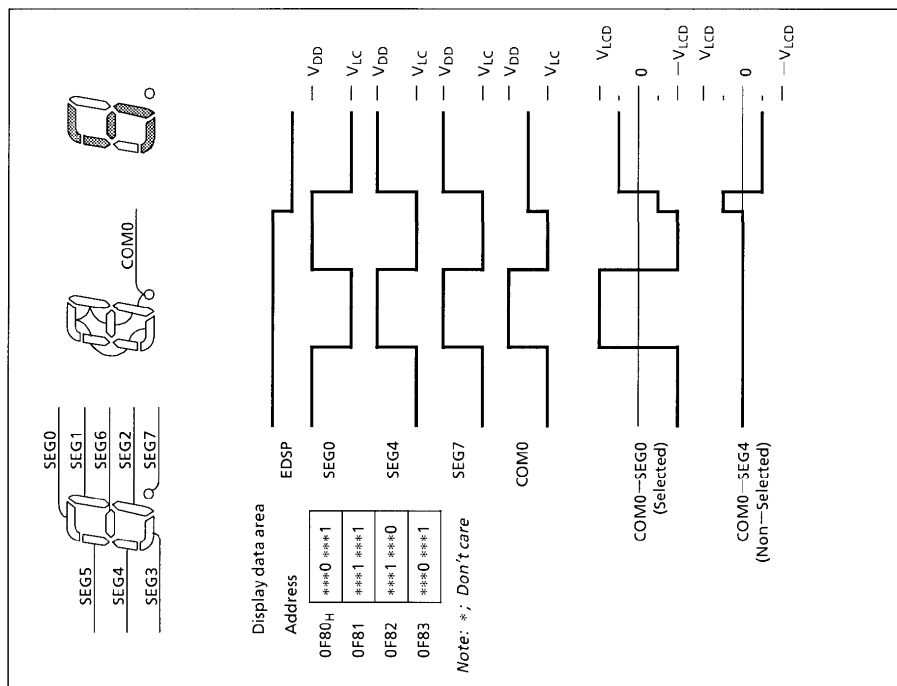 SEG0
SEG1
SEG6
SEG2
SEG7
SEG5
SEG4
SEG3
COM0
Display data area
Address
0F80H ***0 ***1
0F81 ***1 ***1
0F82 ***1 ***0
0F83 ***0 ***1
Note: *; Don't care
EDSP
SEG0
VDD
VLC
SEG4
VDD
VLC
SEG7
VDD
VLC
COM0
VDD
VLC
COM0—SEG0
(Selected)
VLCD
0
—VLCD
COM0—SEG4
(Non—Selected)
VLCD
0
—VLCD